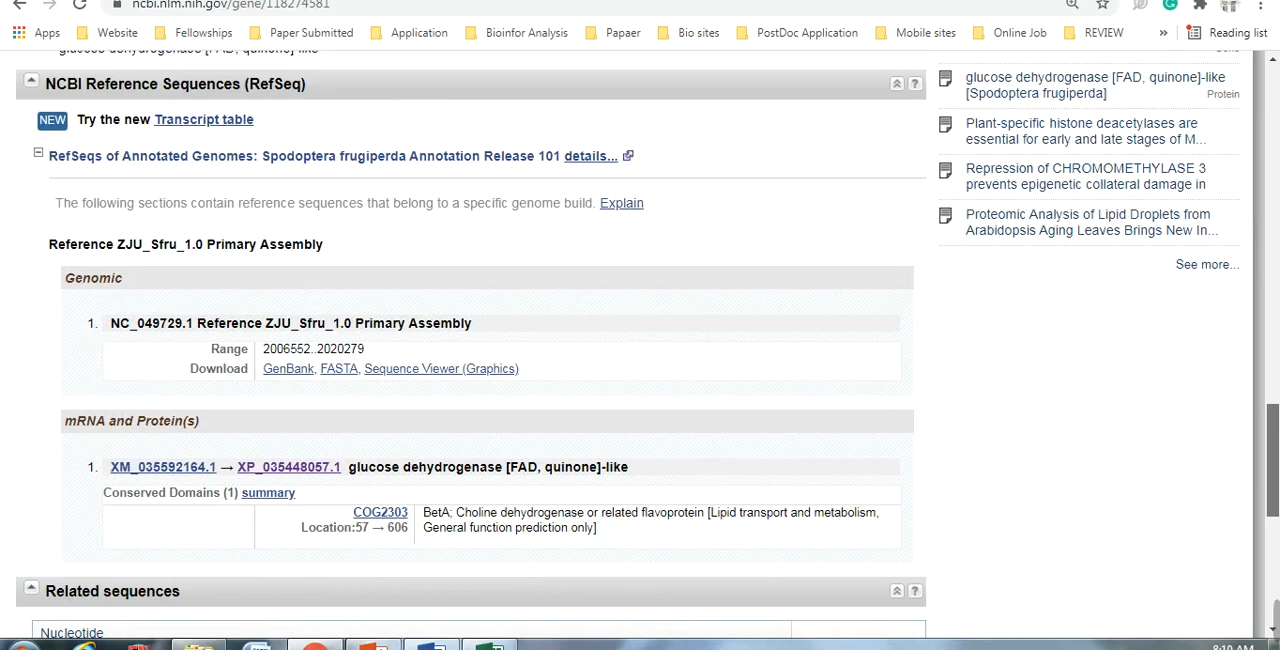 ncbi.nlm.nih.gov/gene/118274581
Apps Website Fellowships Paper Submitted Application Bioinfor Analysis Papaer Bio sites PostDoc Application Mobile sites Online Job REVIEW » Reading list
glucose dehydrogenase [FAD, quinone]-like
NCBI Reference Sequences (RefSeq)
NEW Try the new Transcript table
RefSeqs of Annotated Genomes: Spodoptera frugiperda Annotation Release 101 details...
The following sections contain reference sequences that belong to a specific genome build. Explain
Reference ZJU_Sfru_1.0 Primary Assembly
Genomic
1. NC_049729.1 Reference ZJU_Sfru_1.0 Primary Assembly
Range 2006552..2020279
Download GenBank, FASTA, Sequence Viewer (Graphics)
mRNA and Protein(s)
1. XM_035592164.1 → XP_035448057.1 glucose dehydrogenase [FAD, quinone]-like
Conserved Domains (1) summary
COG2303 BetA; Choline dehydrogenase or related flavoprotein [Lipid transport and metabolism,
Location:57 → 606 General function prediction only]
Related sequences
Nucleotide
glucose dehydrogenase [FAD, quinone]-like
[Spodoptera frugiperda] Protein
Plant-specific histone deacetylases are
essential for early and late stages of M...
Repression of CHROMOMETHYLASE 3
prevents epigenetic collateral damage in
Proteomic Analysis of Lipid Droplets from
Arabidopsis Aging Leaves Brings New In...
See more...
8:10 AM